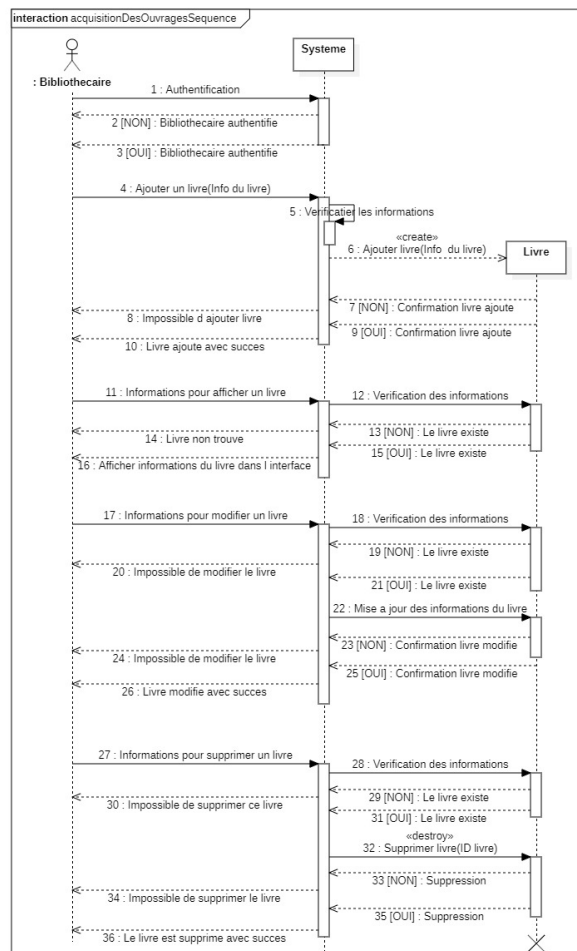 interaction acquisitionDesOuvragesSequence
Systeme
: Bibliothecaire
1 : Authentification
2 [NON] : Bibliothecaire authentifie
3 [OUI] : Bibliothecaire authentifie
4 : Ajouter un livre(Info du livre)
5 : Verificatier les informations
«create»
6 : Ajouter livre(Info du livre)
Livre
7 [NON] : Confirmation livre ajoute
8 : Impossible d ajouter livre
9 [OUI] : Confirmation livre ajoute
10 : Livre ajoute avec succes
11 : Informations pour afficher un livre
12 : Verification des informations
13 [NON] : Le livre existe
14 : Livre non trouve
15 [OUI] : Le livre existe
16 : Afficher informations du livre dans l interface
17 : Informations pour modifier un livre
18 : Verification des informations
19 [NON] : Le livre existe
20 : Impossible de modifier le livre
21 [OUI] : Le livre existe
22 : Mise a jour des informations du livre
23 [NON] : Confirmation livre modifie
24 : Impossible de modifier le livre
25 [OUI] : Confirmation livre modifie
26 : Livre modifie avec succes
27 : Informations pour supprimer un livre
28 : Verification des informations
29 [NON] : Le livre existe
30 : Impossible de supprimer ce livre
31 [OUI] : Le livre existe
«destroy»
32 : Supprimer livre(ID livre)
33 [NON] : Suppression
34 : Impossible de supprimer le livre
35 [OUI] : Suppression
36 : Le livre est supprime avec succes